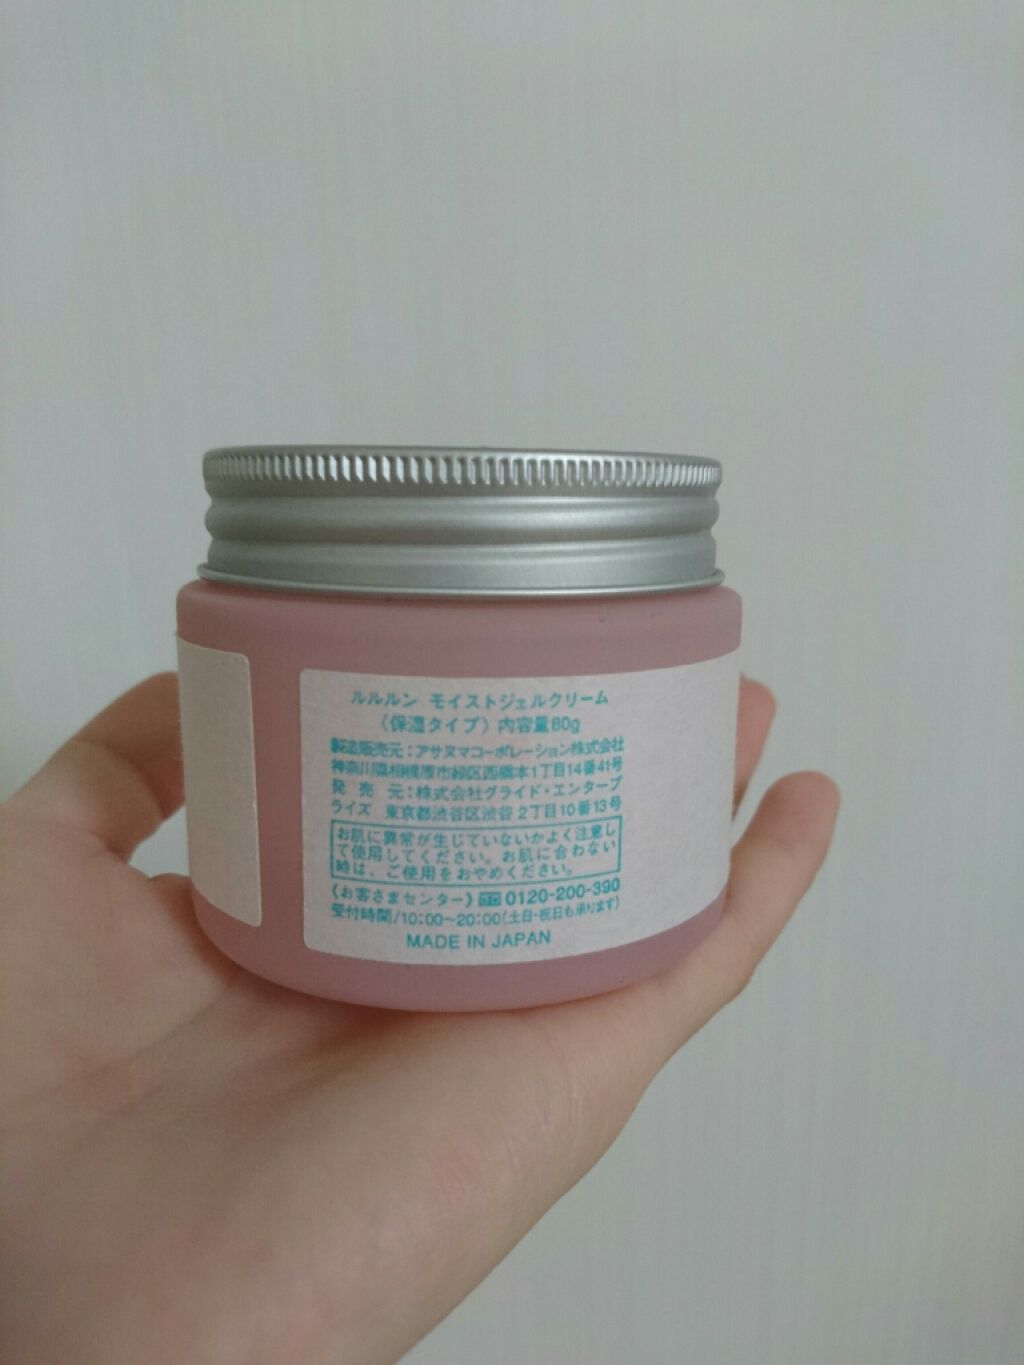 ルルルン モイストジェルクリーム
〈保湿タイプ〉内容量80g
製造販売元：アサヌマコーポレーション株式会社
神奈川県相模原市緑区西橋本1丁目14番41号
発 売 元：株式会社グライド・エンタープ
ライズ 東京都渋谷区渋谷2丁目10番13号
お肌に異常が生じていないかよく注意し
て使用してください。お肌に合わない
時は、ご使用をおやめください。
《お客さまセンター》0120-200-390
受付時間/10:00〜20:00(土日・祝日も承ります)
MADE IN JAPAN